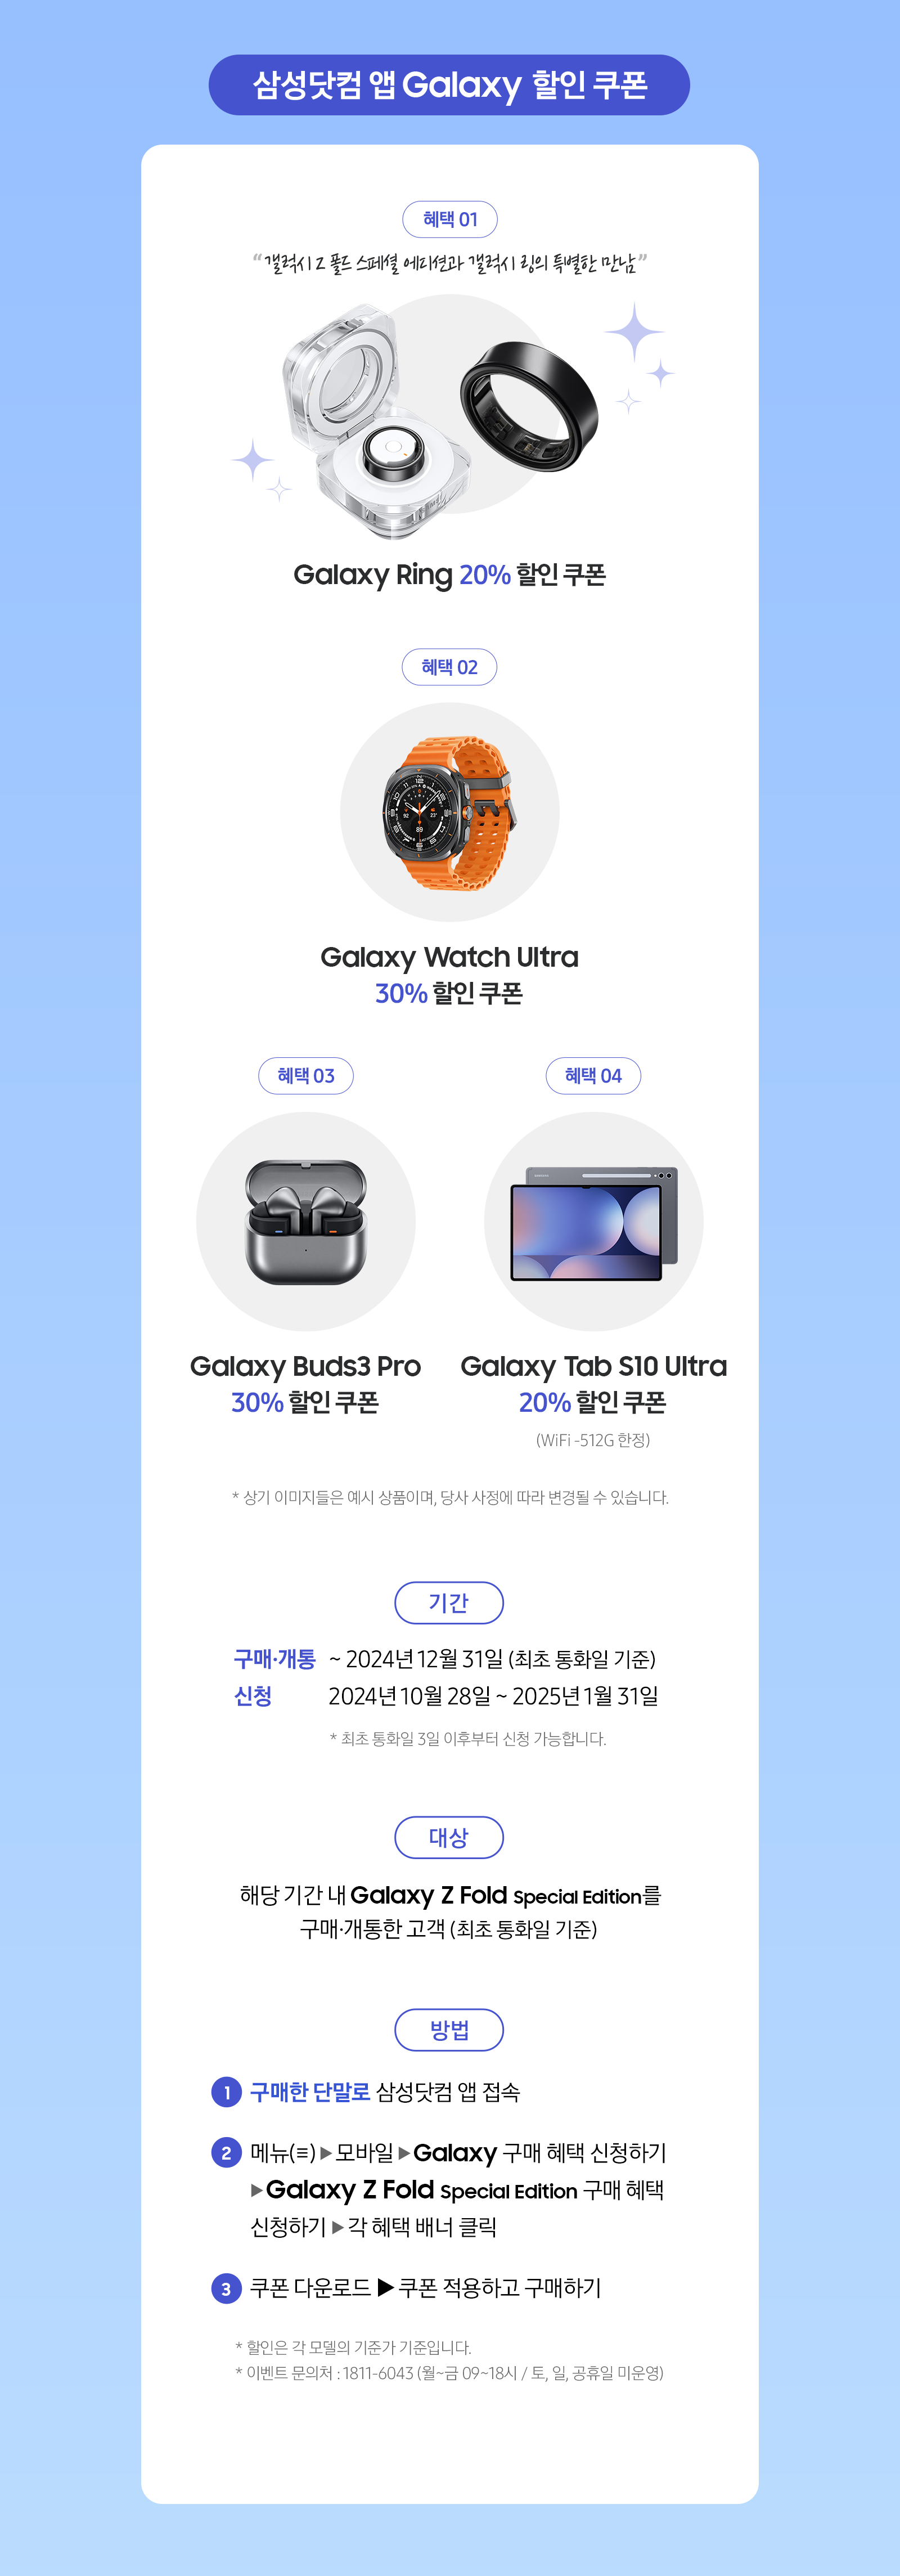 삼성닷컴 앱 Galaxy 할인 쿠폰
혜택 01
“갤럭시 Z 폴드 스페셜 에디션과 갤럭시 링의 특별한 만남”
Galaxy Ring 20% 할인 쿠폰
혜택 02
Galaxy Watch Ultra
30% 할인 쿠폰
혜택 03
Galaxy Buds3 Pro
30% 할인 쿠폰
혜택 04
Galaxy Tab S10 Ultra
20% 할인 쿠폰
(WiFi -512G 한정)
* 상기 이미지들은 예시 상품이며, 당사 사정에 따라 변경될 수 있습니다.
기간
구매·개통 ~ 2024년 12월 31일 (최초 통화일 기준)
신청 2024년 10월 28일 ~ 2025년 1월 31일
* 최초 통화일 3일 이후부터 신청 가능합니다.
대상
해당 기간 내 Galaxy Z Fold Special Edition를
구매·개통한 고객 (최초 통화일 기준)
방법
1 구매한 단말로 삼성닷컴 앱 접속
2 메뉴(≡) ▶ 모바일 ▶ Galaxy 구매 혜택 신청하기
▶ Galaxy Z Fold Special Edition 구매 혜택
신청하기 ▶ 각 혜택 배너 클릭
3 쿠폰 다운로드 ▶ 쿠폰 적용하고 구매하기
* 할인은 각 모델의 기준가 기준입니다.
* 이벤트 문의처 : 1811-6043 (월~금 09~18시 / 토, 일, 공휴일 미운영)